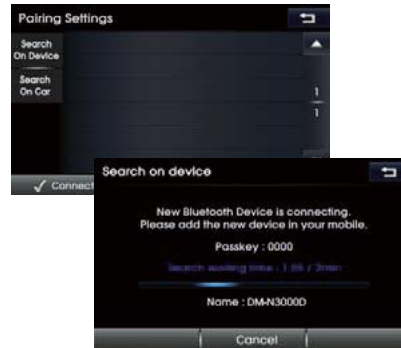 Pairing Settings
Search
On Device
Search
On Car
1
1
✓ Connect
Search on device
New Bluetooth Device is connecting.
Please add the new device in your mobile.
Passkey : 0000
Search waiting time : 1:55 / 3min
Name : DM-N3000D
Cancel